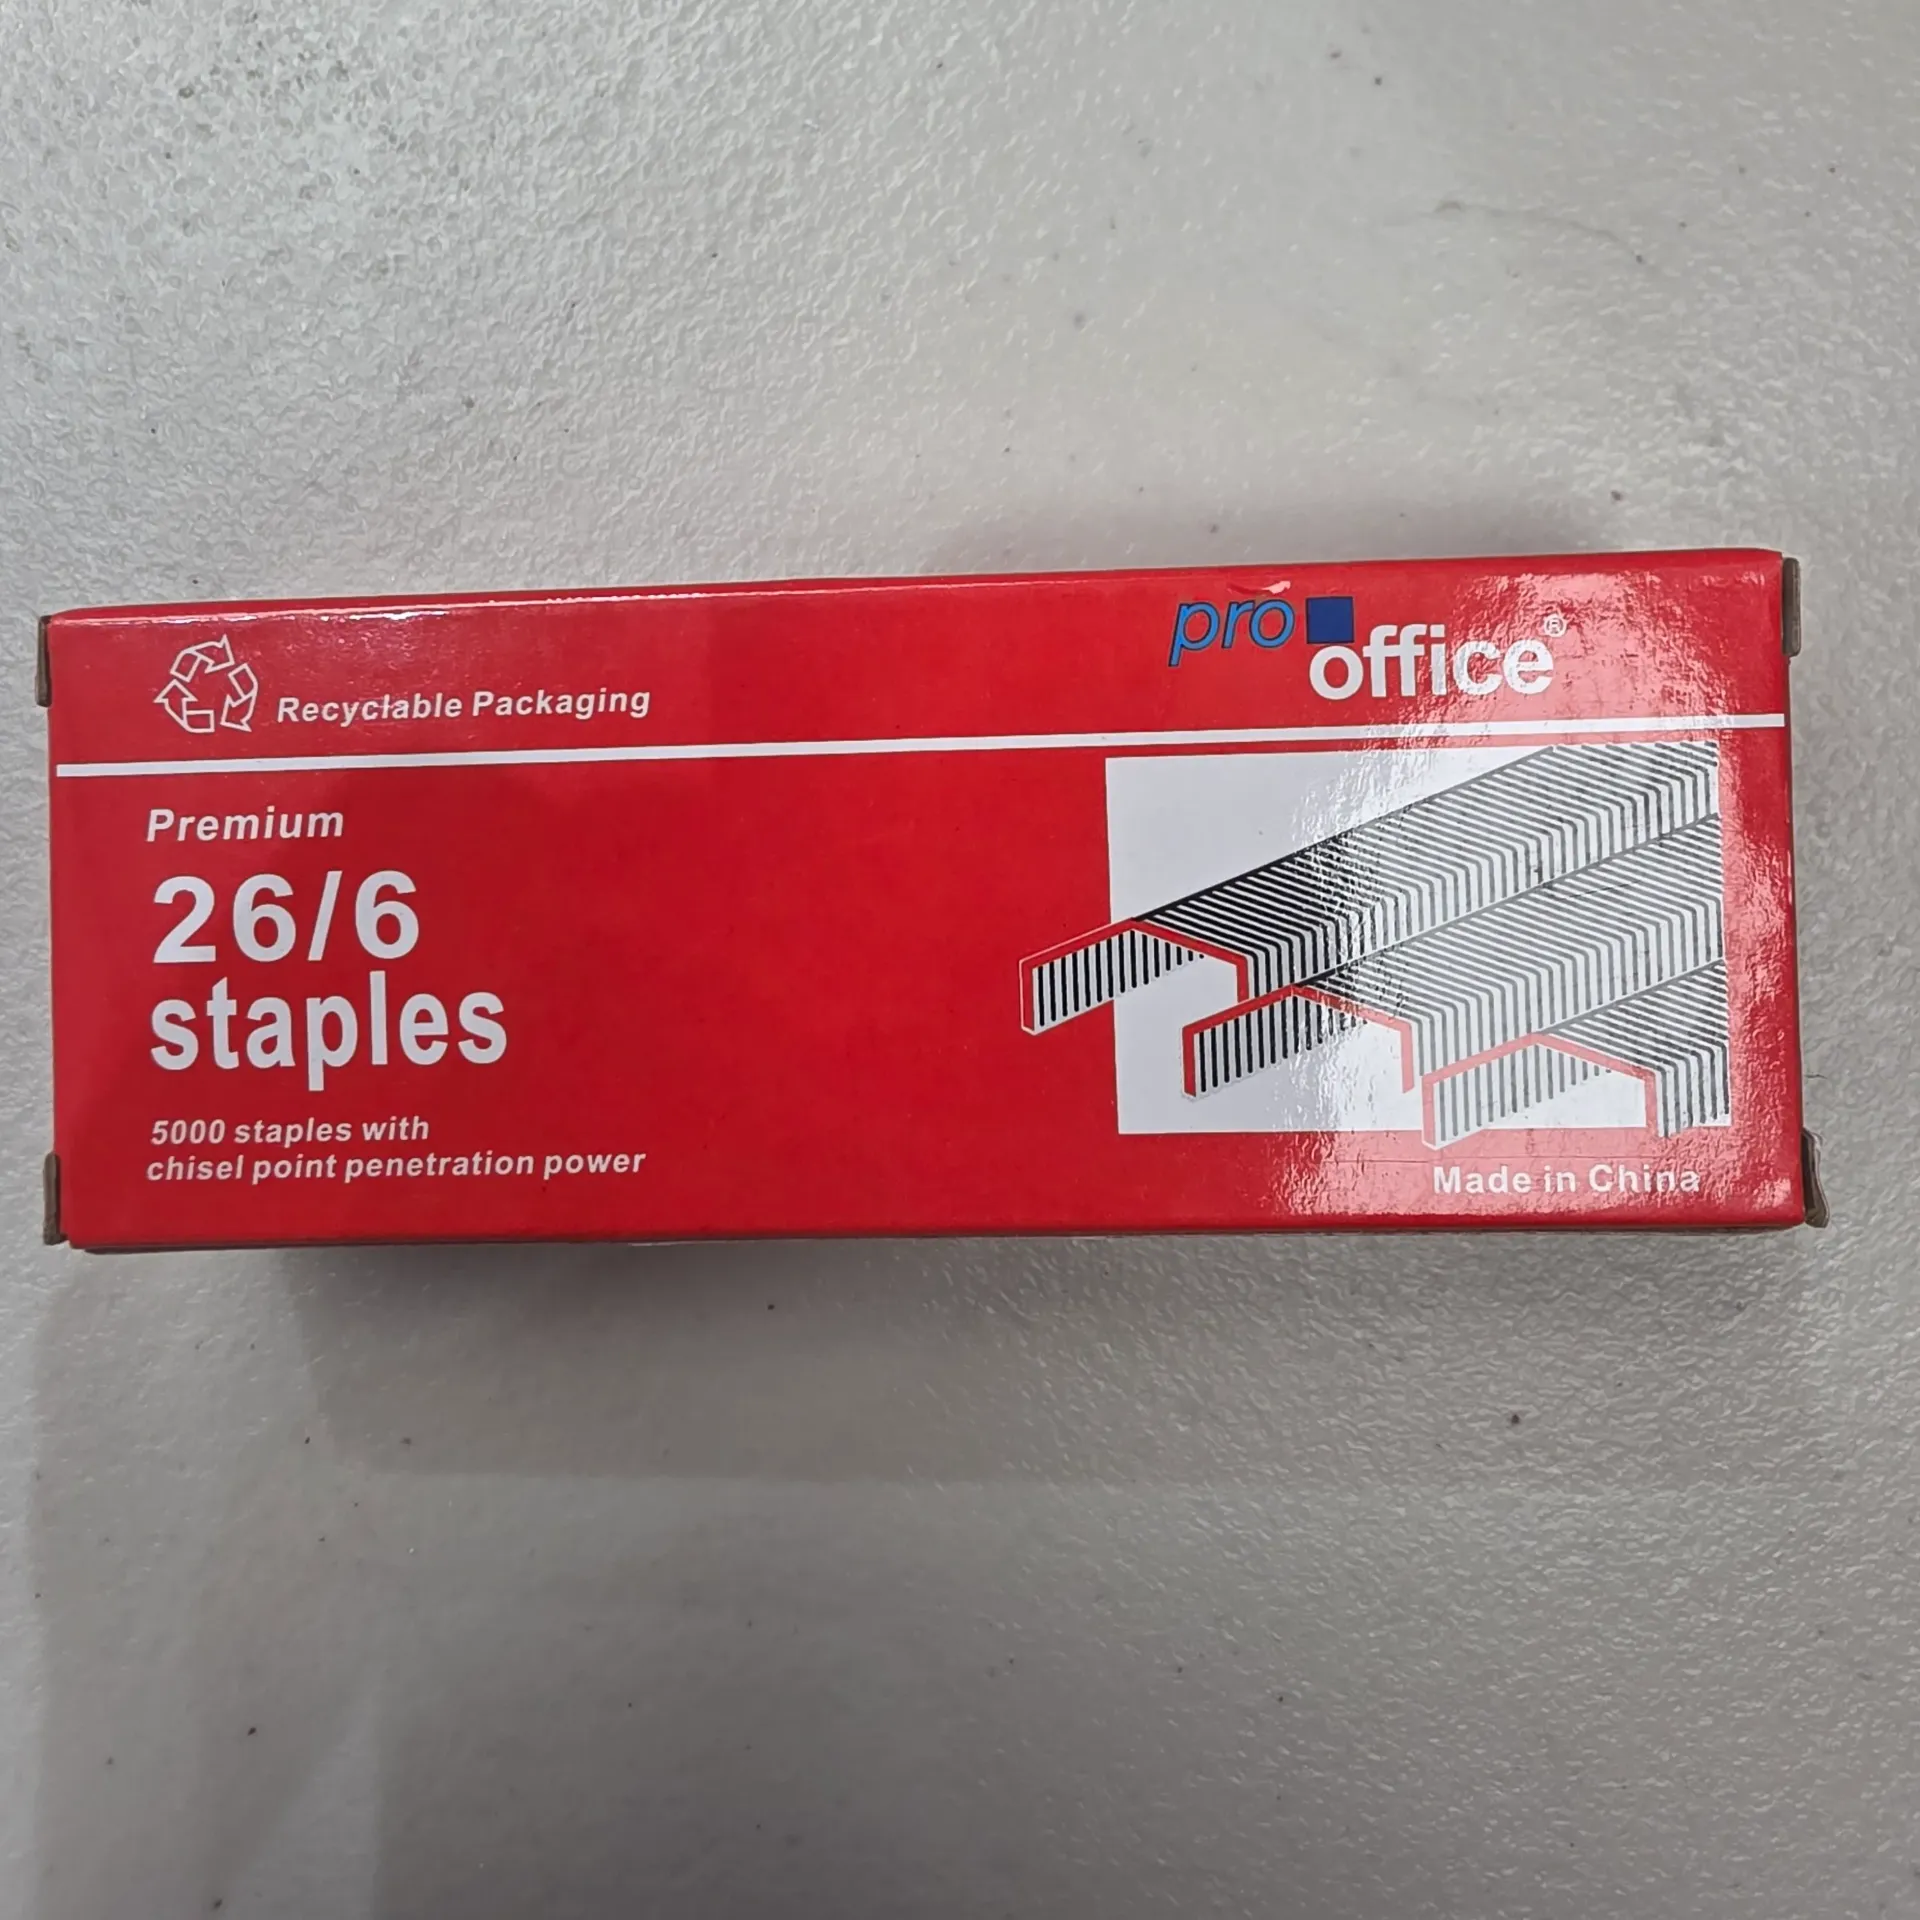 pro
office®
Recyclable Packaging
Premium
26/6
staples
5000 staples with
chisel point penetration power
Made in China